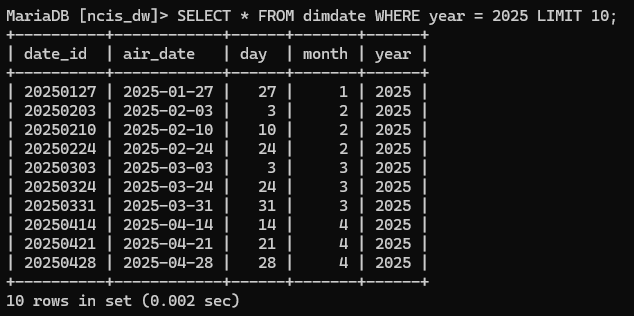 MariaDB [ncis_dw]> SELECT * FROM dimdate WHERE year = 2025 LIMIT 10;
+----------+------------+------+-------+------+
| date_id  | air_date   | day  | month | year |
+----------+------------+------+-------+------+
| 20250127 | 2025-01-27 |   27 |     1 | 2025 |
| 20250203 | 2025-02-03 |    3 |     2 | 2025 |
| 20250210 | 2025-02-10 |   10 |     2 | 2025 |
| 20250224 | 2025-02-24 |   24 |     2 | 2025 |
| 20250303 | 2025-03-03 |    3 |     3 | 2025 |
| 20250324 | 2025-03-24 |   24 |     3 | 2025 |
| 20250331 | 2025-03-31 |   31 |     3 | 2025 |
| 20250414 | 2025-04-14 |   14 |     4 | 2025 |
| 20250421 | 2025-04-21 |   21 |     4 | 2025 |
| 20250428 | 2025-04-28 |   28 |     4 | 2025 |
+----------+------------+------+-------+------+
10 rows in set (0.002 sec)